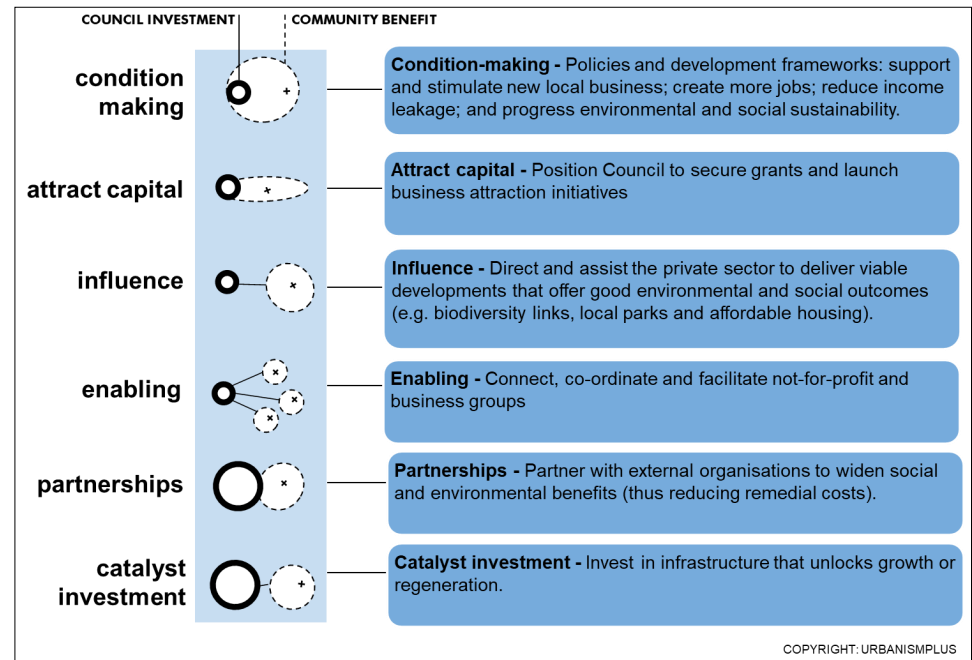 COUNCIL INVESTMENT
COMMUNITY BENEFIT
condition
making
Condition-making - Policies and development frameworks: support
and stimulate new local business; create more jobs; reduce income
leakage; and progress environmental and social sustainability.
attract capital
Attract capital - Position Council to secure grants and launch
business attraction initiatives
influence
Influence - Direct and assist the private sector to deliver viable
developments that offer good environmental and social outcomes
(e.g. biodiversity links, local parks and affordable housing).
enabling
Enabling - Connect, co-ordinate and facilitate not-for-profit and
business groups
partnerships
Partnerships - Partner with external organisations to widen social
and environmental benefits (thus reducing remedial costs).
catalyst
investment
Catalyst investment - Invest in infrastructure that unlocks growth or
regeneration.
COPYRIGHT: URBANISMPLUS